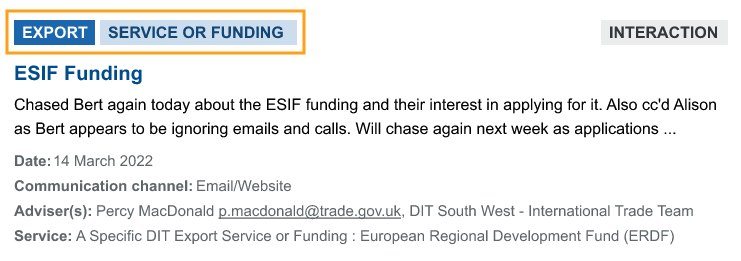 EXPORT SERVICE OR FUNDING INTERACTION
ESIF Funding
Chased Bert again today about the ESIF funding and their interest in applying for it. Also cc'd Alison
as Bert appears to be ignoring emails and calls. Will chase again next week as applications ...
Date: 14 March 2022
Communication channel: Email/Website
Adviser(s): Percy MacDonald p.macdonald@trade.gov.uk, DIT South West - International Trade Team
Service: A Specific DIT Export Service or Funding : European Regional Development Fund (ERDF)